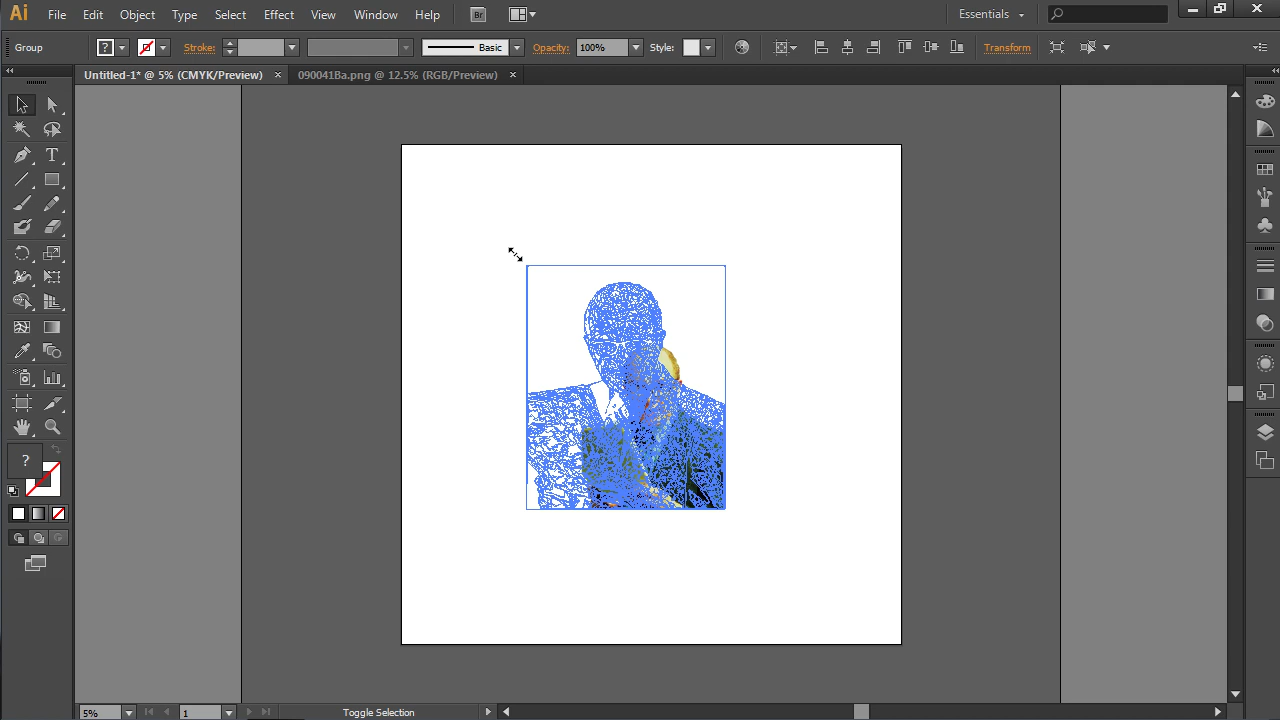 Ai File Edit Object Type Select Effect View Window Help Br Essentials
Group ? Stroke: Basic Opacity: 100% Style: Transform
Untitled-1* @ 5% (CMYK/Preview) 090041Ba.png @ 12.5% (RGB/Preview)
T
?
5% 1 Toggle Selection